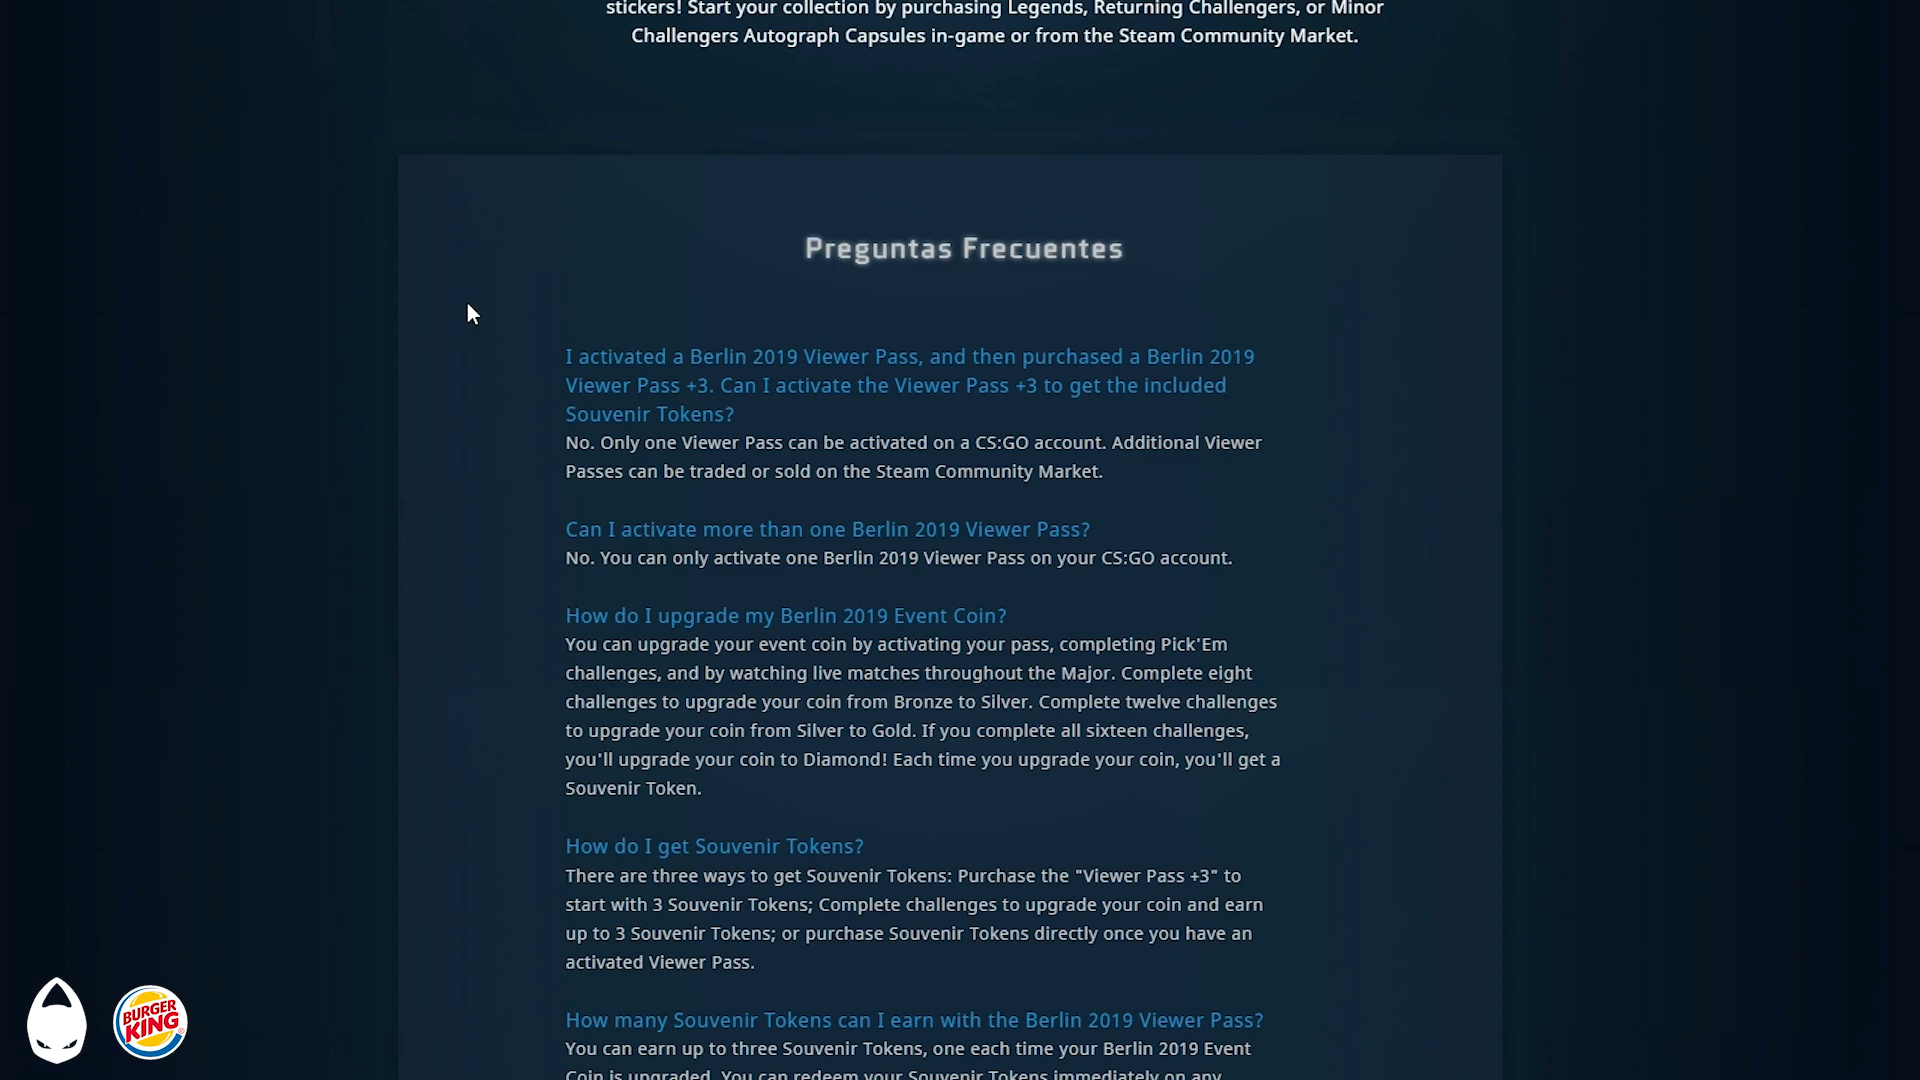 stickers! Start your collection by purchasing Legends, Returning Challengers, or Minor
Challengers Autograph Capsules in-game or from the Steam Community Market.
Preguntas Frecuentes
I activated a Berlin 2019 Viewer Pass, and then purchased a Berlin 2019
Viewer Pass +3. Can I activate the Viewer Pass +3 to get the included
Souvenir Tokens?
No. Only one Viewer Pass can be activated on a CS:GO account. Additional Viewer
Passes can be traded or sold on the Steam Community Market.
Can I activate more than one Berlin 2019 Viewer Pass?
No. You can only activate one Berlin 2019 Viewer Pass on your CS:GO account.
How do I upgrade my Berlin 2019 Event Coin?
You can upgrade your event coin by activating your pass, completing Pick'Em
challenges, and by watching live matches throughout the Major. Complete eight
challenges to upgrade your coin from Bronze to Silver. Complete twelve challenges
to upgrade your coin from Silver to Gold. If you complete all sixteen challenges,
you'll upgrade your coin to Diamond! Each time you upgrade your coin, you'll get a
Souvenir Token.
How do I get Souvenir Tokens?
There are three ways to get Souvenir Tokens: Purchase the "Viewer Pass +3" to
start with 3 Souvenir Tokens; Complete challenges to upgrade your coin and earn
up to 3 Souvenir Tokens; or purchase Souvenir Tokens directly once you have an
activated Viewer Pass.
How many Souvenir Tokens can I earn with the Berlin 2019 Viewer Pass?
You can earn up to three Souvenir Tokens, one each time your Berlin 2019 Event
Coin is upgraded. You can redeem your Souvenir Tokens immediately on any
BURGER
KING